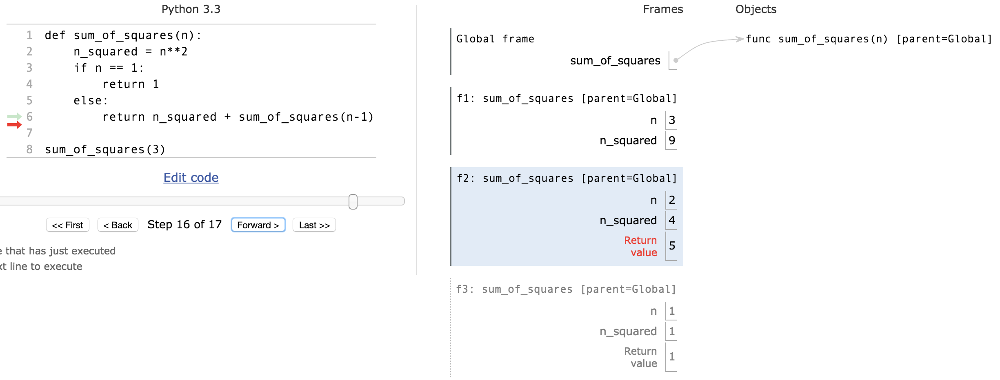 Python 3.3
1 def sum_of_squares(n):
2     n_squared = n**2
3     if n == 1:
4         return 1
5     else:
6         return n_squared + sum_of_squares(n-1)
7
8 sum_of_squares(3)
Edit code
<< First < Back Step 16 of 17 Forward > Last >>
that has just executed
line to execute
Frames Objects
Global frame
sum_of_squares
func sum_of_squares(n) [parent=Global]
f1: sum_of_squares [parent=Global]
n 3
n_squared 9
f2: sum_of_squares [parent=Global]
n 2
n_squared 4
Return
value 5
f3: sum_of_squares [parent=Global]
n 1
n_squared 1
Return
value 1